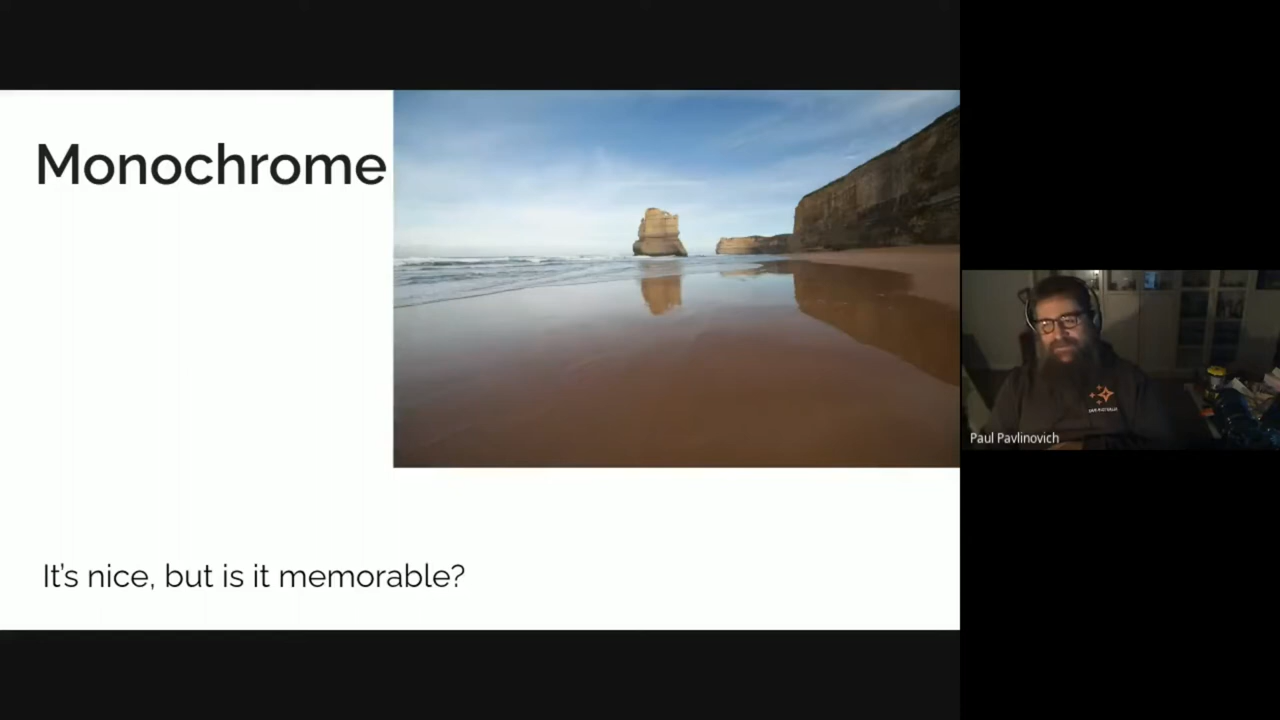 Monochrome
It's nice, but is it memorable?
Paul Pavlinovich